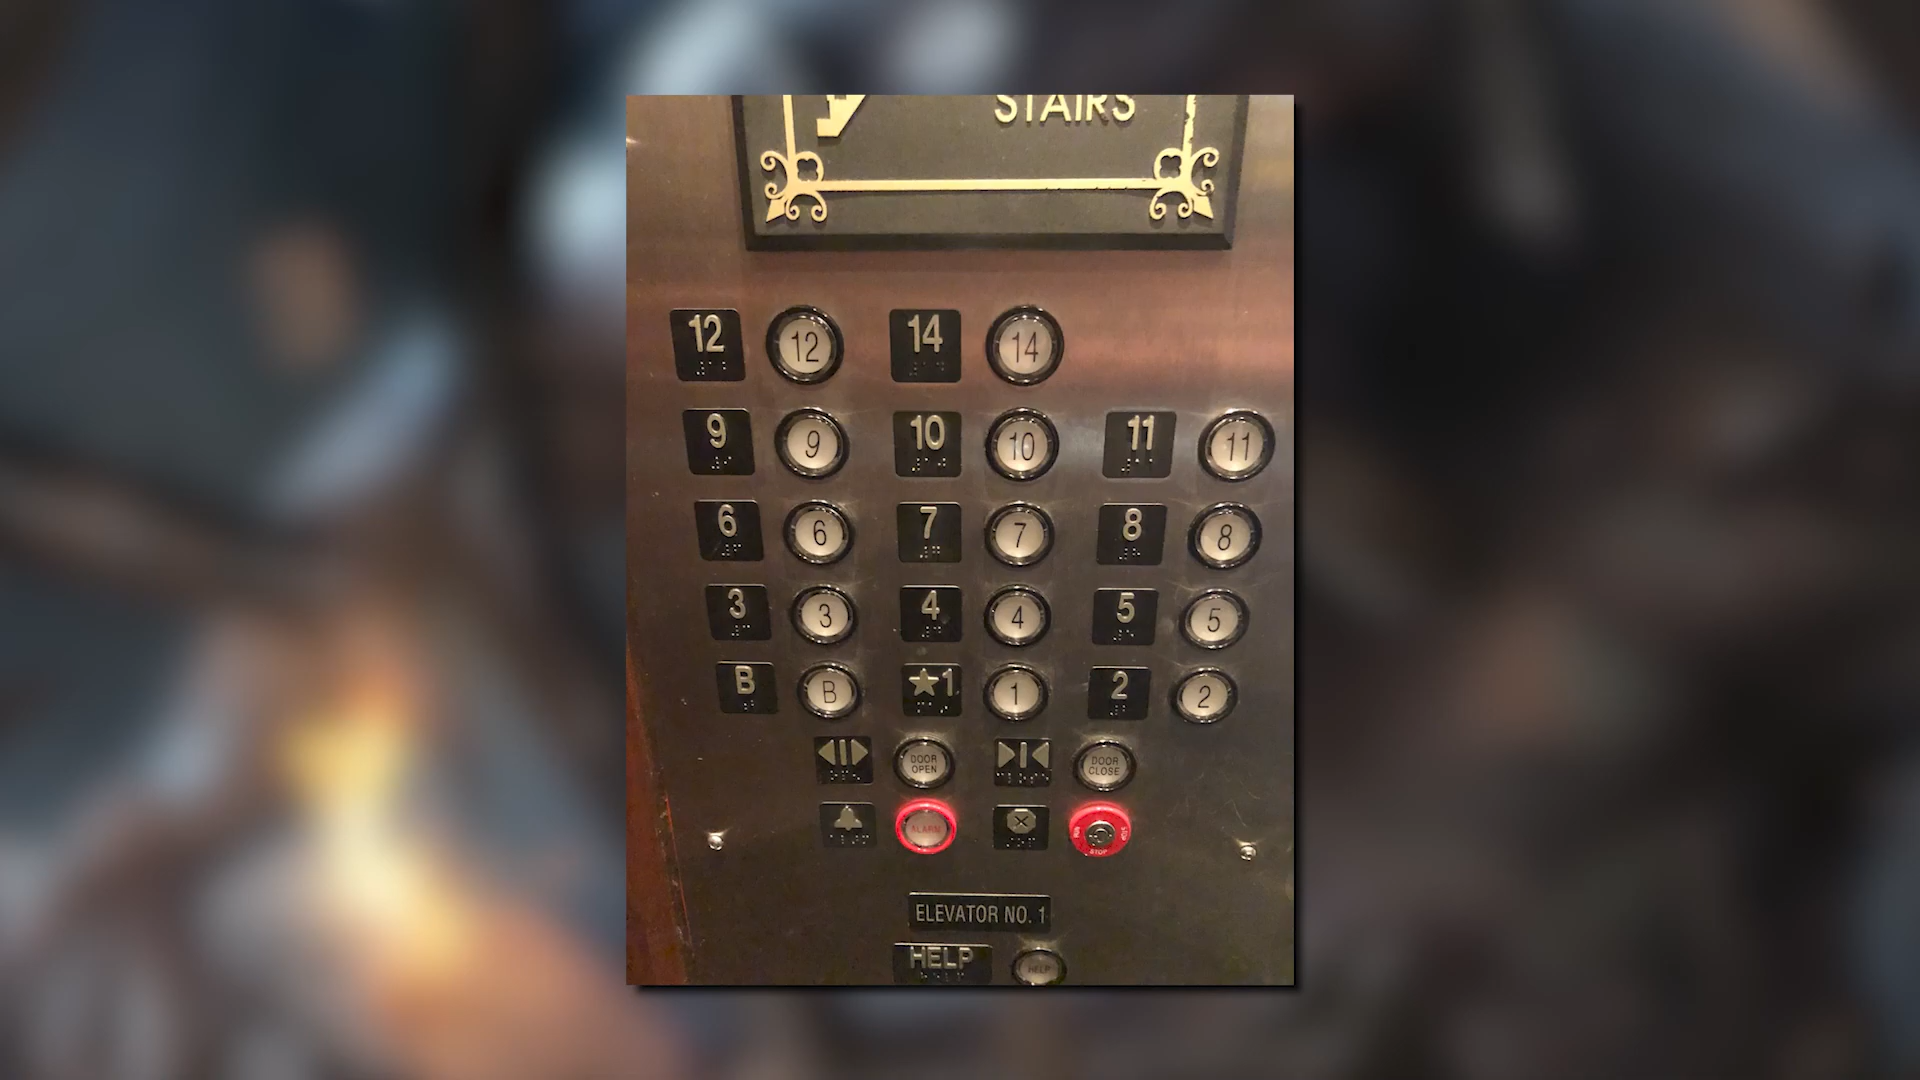 STAIRS
12 12 14 14
9 9 10 10 11 11
6 6 7 7 8 8
3 3 4 4 5 5
B B ★1 1 2 2
DOOR OPEN DOOR CLOSE
ALARM STOP
ELEVATOR NO. 1
HELP HELP